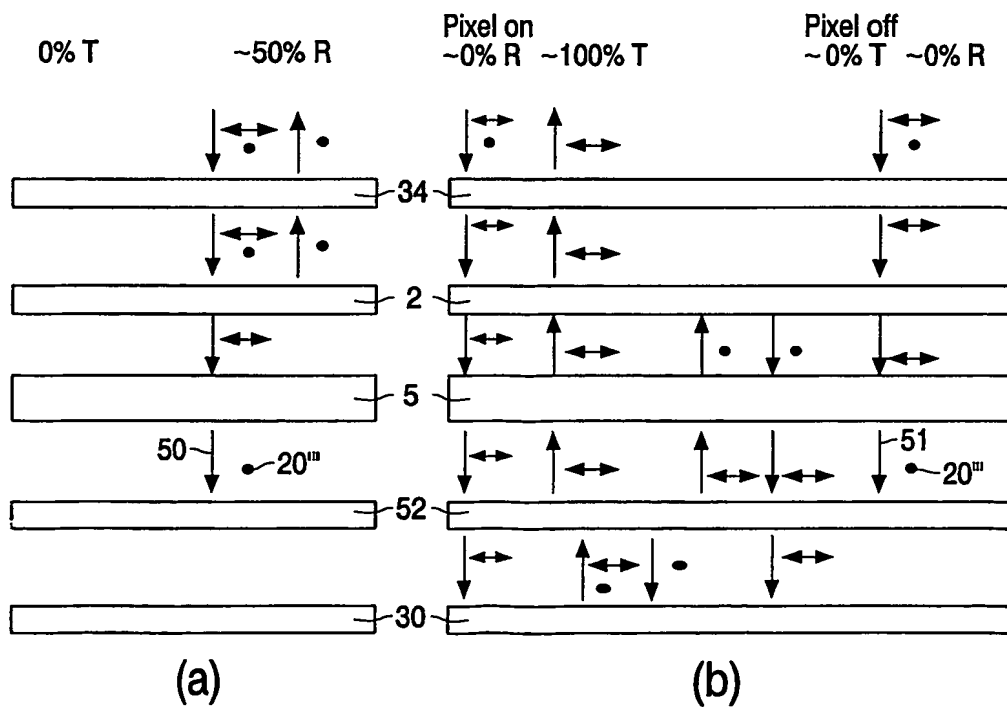 0% T ~50% R
Pixel on
~0% R ~100% T
Pixel off
~0% T ~0% R
34
2
5
50
20'''
51
20'''
52
30
(a)
(b)